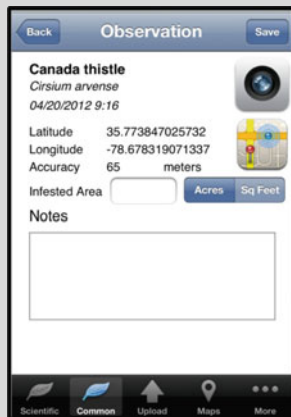 Back Observation Save
Canada thistle
Cirsium arvense
04/20/2012 9:16
Latitude 35.773847025732
Longitude -78.678319071337
Accuracy 65 meters
Infested Area Acres Sq Feet
Notes
Scientific Common Upload Maps More